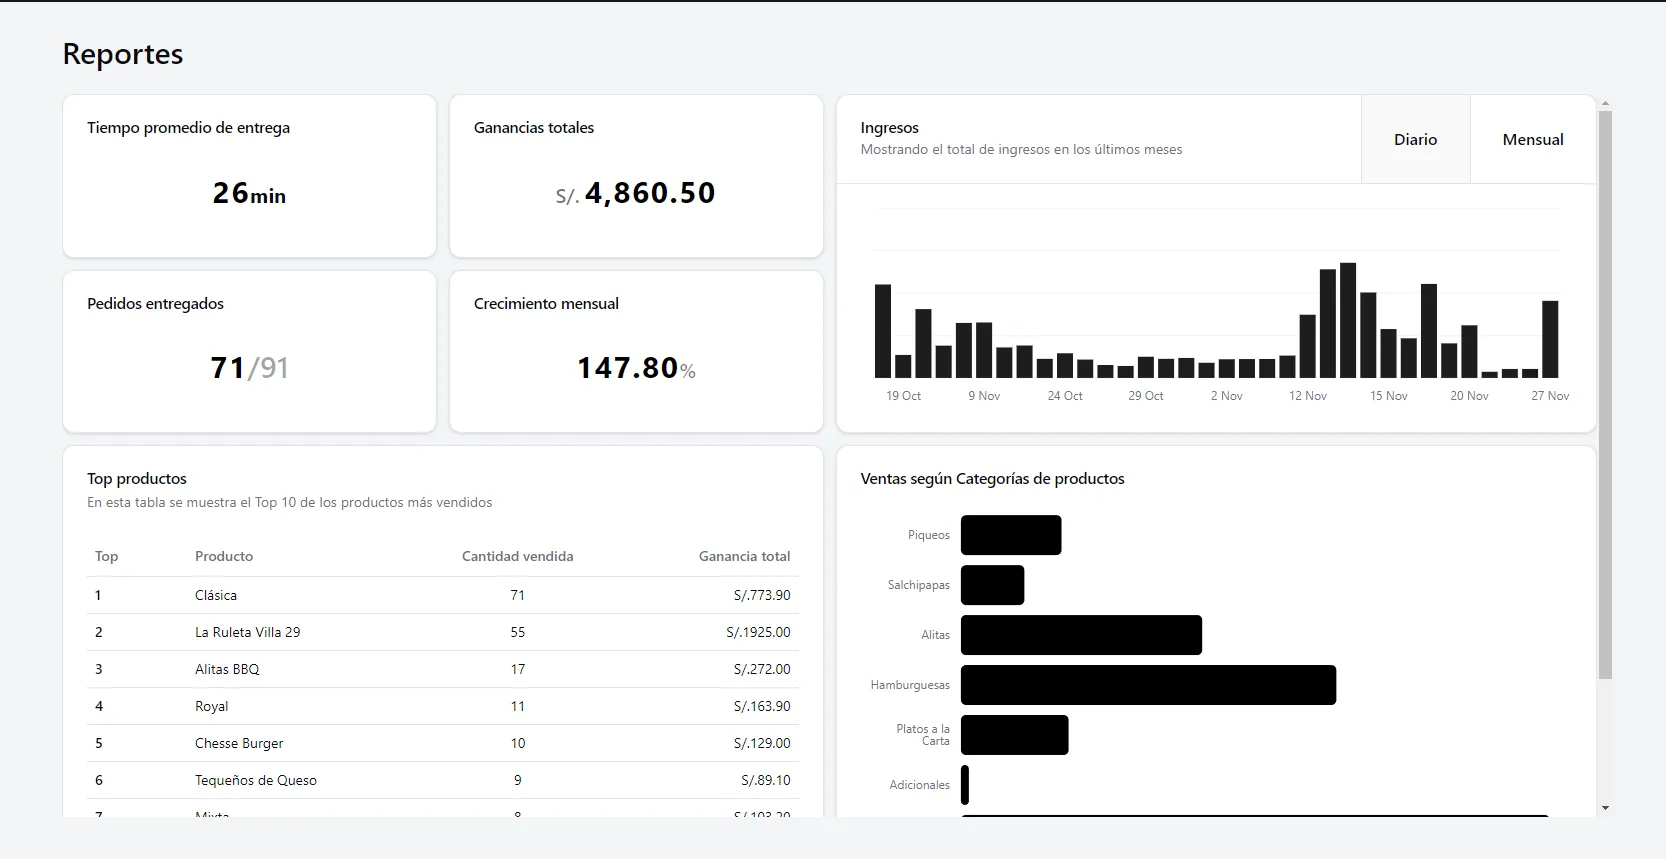 Reportes
Tiempo promedio de entrega
26min
Ganancias totales
S/. 4,860.50
Pedidos entregados
71/91
Crecimiento mensual
147.80%
Ingresos
Mostrando el total de ingresos en los últimos meses
Diario
Mensual
19 Oct 9 Nov 24 Oct 29 Oct 2 Nov 12 Nov 15 Nov 20 Nov 27 Nov
Top productos
En esta tabla se muestra el Top 10 de los productos más vendidos
Top Producto Cantidad vendida Ganancia total
1 Clásica 71 S/.773.90
2 La Ruleta Villa 29 55 S/.1925.00
3 Alitas BBQ 17 S/.272.00
4 Royal 11 S/.163.90
5 Chesse Burger 10 S/.129.00
6 Tequeños de Queso 9 S/.89.10
7 Mixta 8 S/.103.20
Ventas según Categorías de productos
Piqueos
Salchipapas
Alitas
Hamburguesas
Platos a la
Carta
Adicionales